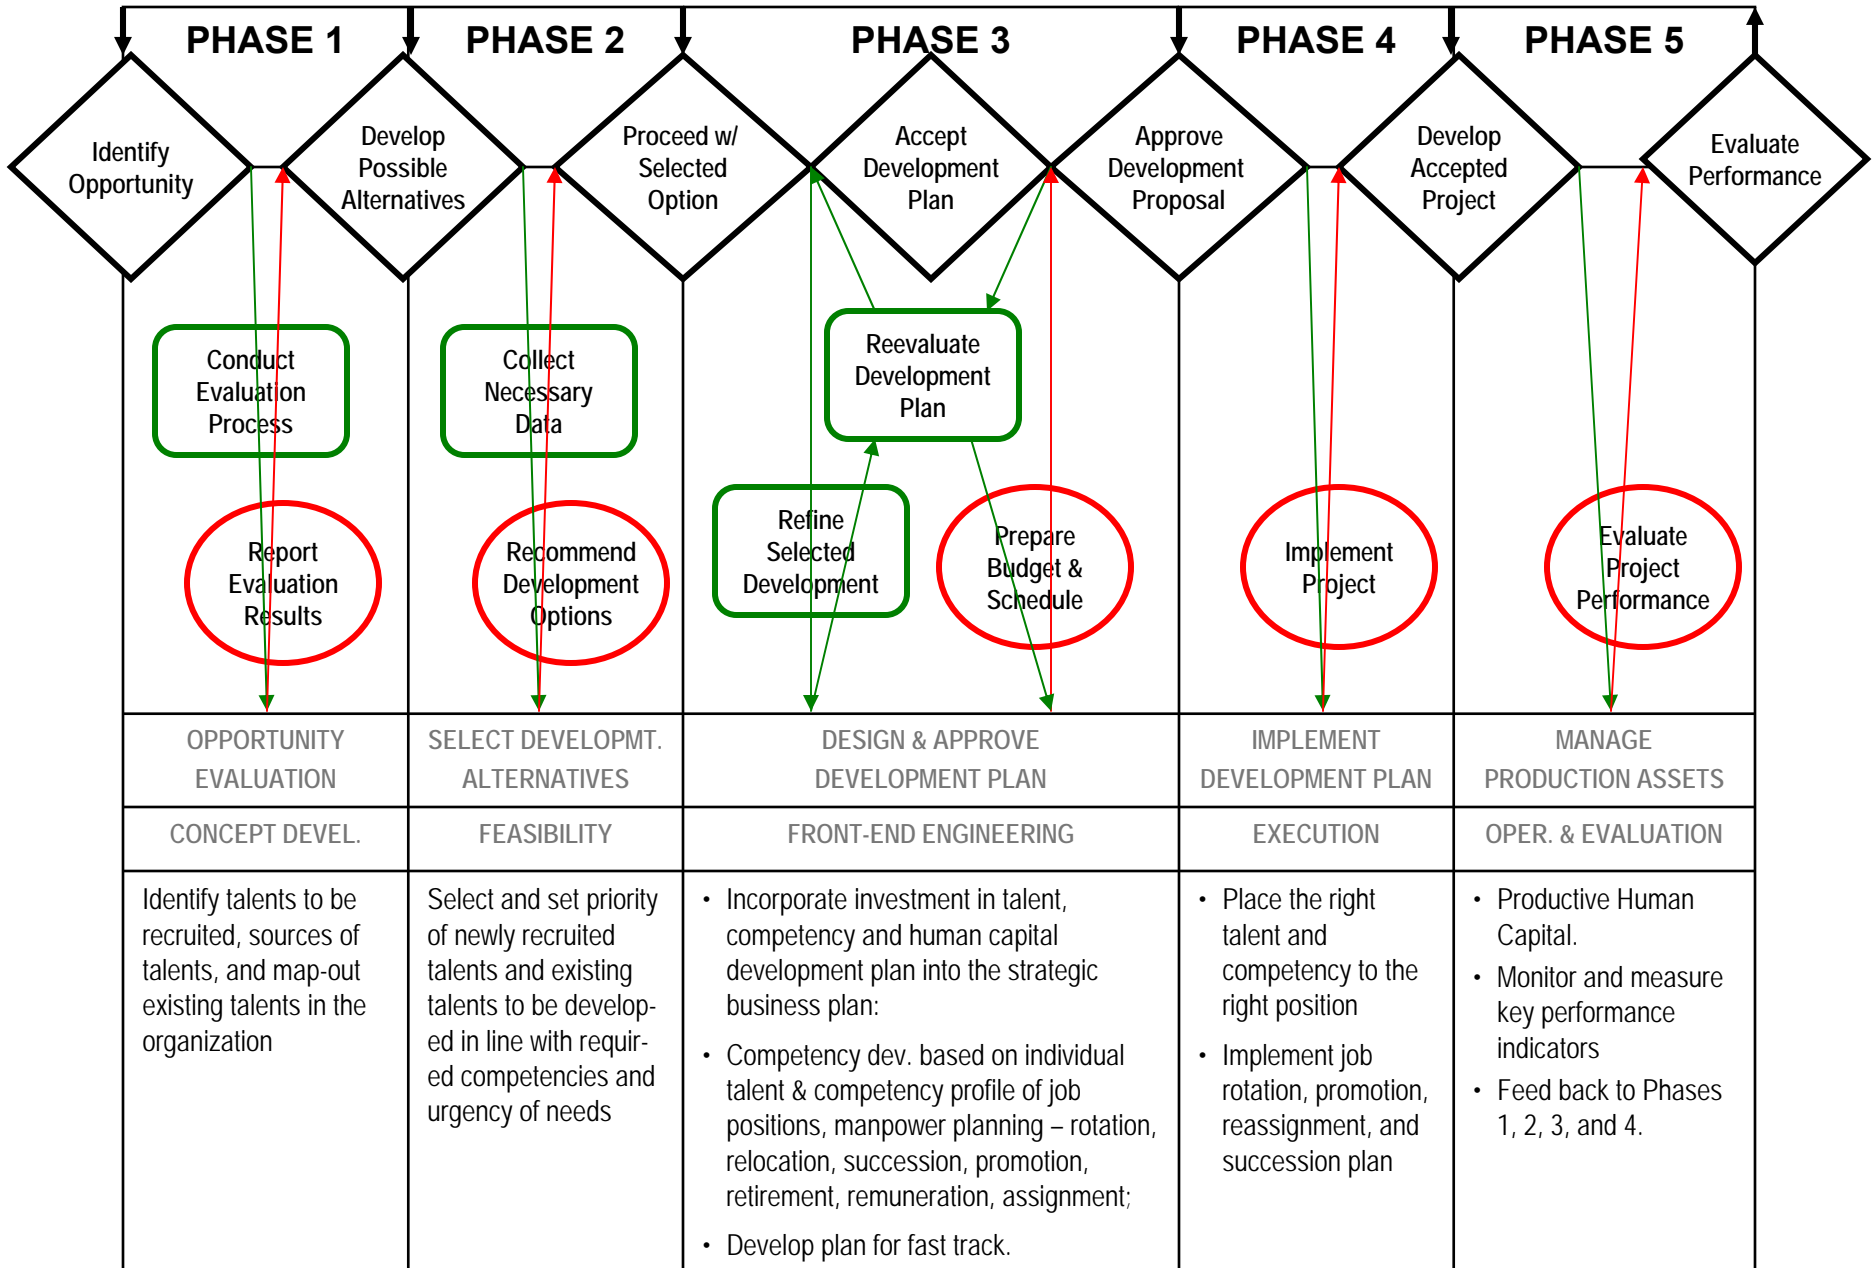 PHASE 1
PHASE 2
PHASE 3
PHASE 4
PHASE 5
Identify
Opportunity
Develop
Possible
Alternatives
Proceed w/
Selected
Option
Accept
Development
Plan
Approve
Development
Proposal
Develop
Accepted
Project
Evaluate
Performance
Conduct
Evaluation
Process
Collect
Necessary
Data
Reevaluate
Development
Plan
Report
Evaluation
Results
Recommend
Development
Options
Refine
Selected
Development
Prepare
Budget &
Schedule
Implement
Project
Evaluate
Project
Performance
OPPORTUNITY
EVALUATION
SELECT DEVELOPMT.
ALTERNATIVES
DESIGN & APPROVE
DEVELOPMENT PLAN
IMPLEMENT
DEVELOPMENT PLAN
MANAGE
PRODUCTION ASSETS
CONCEPT DEVEL.
FEASIBILITY
FRONT-END ENGINEERING
EXECUTION
OPER. & EVALUATION
Identify talents to be
recruited, sources of
talents, and map-out
existing talents in the
organization
Select and set priority
of newly recruited
talents and existing
talents to be develop-
ed in line with requir-
ed competencies and
urgency of needs
• Incorporate investment in talent,
competency and human capital
development plan into the strategic
business plan:
• Competency dev. based on individual
talent & competency profile of job
positions, manpower planning – rotation,
relocation, succession, promotion,
retirement, remuneration, assignment;
• Develop plan for fast track.
• Place the right
talent and
competency to the
right position
• Implement job
rotation, promotion,
reassignment, and
succession plan
• Productive Human
Capital.
• Monitor and measure
key performance
indicators
• Feed back to Phases
1, 2, 3, and 4.